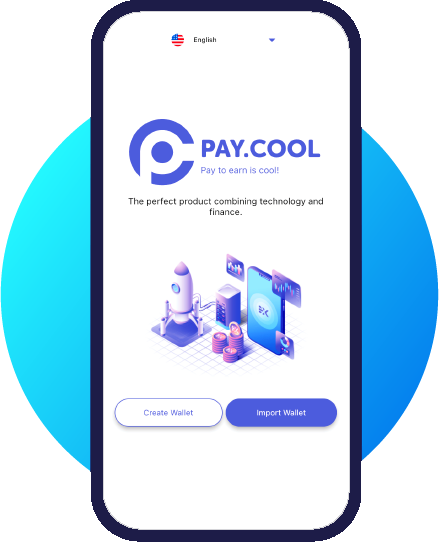 English
PAY.COOL
Pay to earn is cool!
The perfect product combining technology and
finance.
Create Wallet
Import Wallet